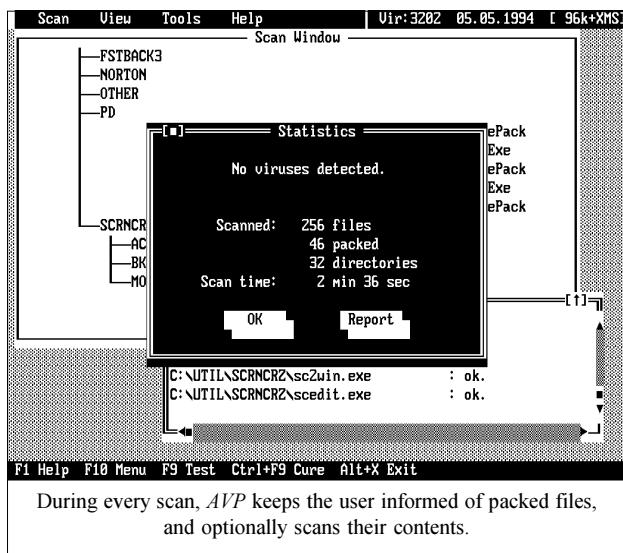 Scan View Tools Help Vir:3202 05.05.1994 [ 96k+XMS]
Scan Window
FSTBACK3
NORTON
OTHER
PD
[■] Statistics ePack
Exe
No viruses detected. ePack
Exe
ePack
SCRNCR Scanned: 256 files
AC 46 packed
BK 32 directories
MO Scan time: 2 min 36 sec
[↑]
OK Report
C:\UTIL\SCRNCRZ\sc2win.exe : ok.
C:\UTIL\SCRNCRZ\scedit.exe : ok.
F1 Help F10 Menu F9 Test Ctrl+F9 Cure Alt+X Exit
During every scan, AVP keeps the user informed of packed files,
and optionally scans their contents.